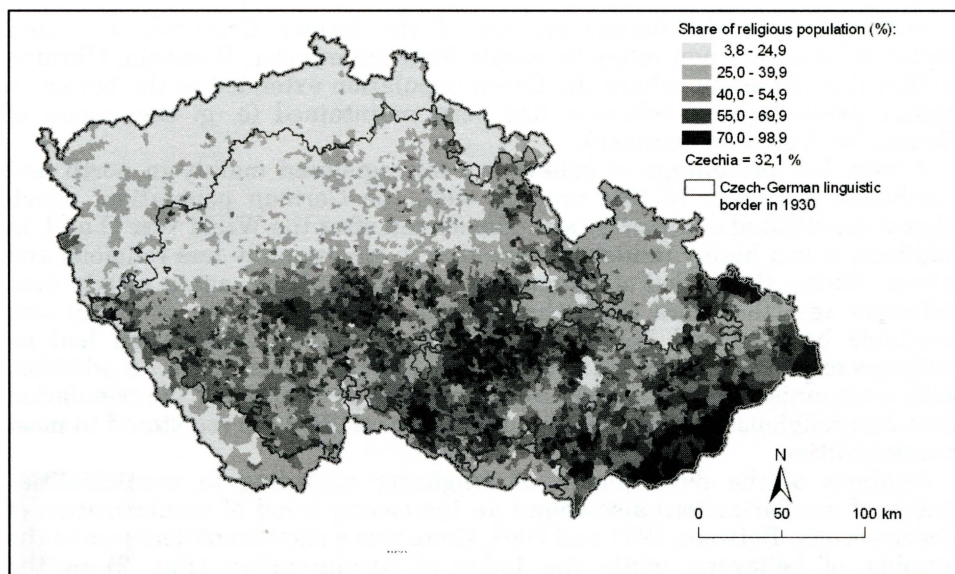 Share of religious population (%):
3,8 - 24,9
25,0 - 39,9
40,0 - 54,9
55,0 - 69,9
70,0 - 98,9
Czechia = 32,1 %
Czech-German linguistic
border in 1930
N
0 50 100 km